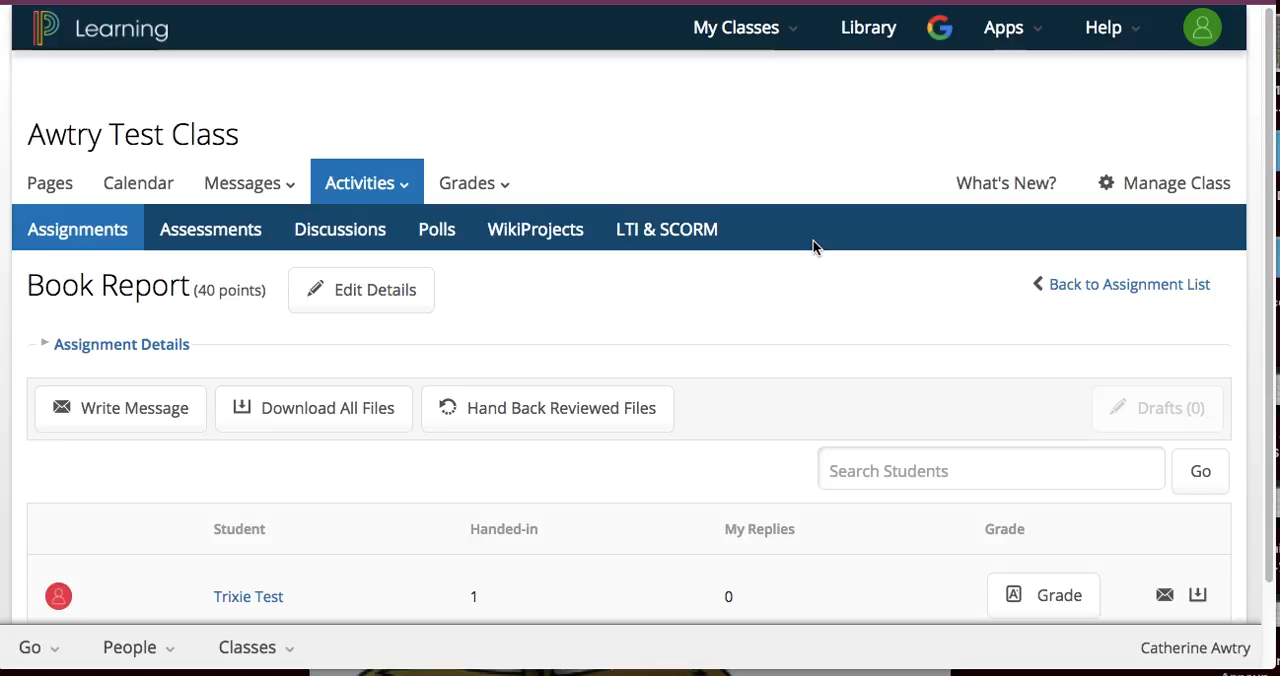 Learning My Classes Library Apps Help
Awtry Test Class
Pages Calendar Messages Activities Grades What's New? Manage Class
Assignments Assessments Discussions Polls WikiProjects LTI & SCORM
Book Report (40 points) Edit Details Back to Assignment List
Assignment Details
Write Message Download All Files Hand Back Reviewed Files Drafts (0)
Search Students Go
Student Handed-in My Replies Grade
Trixie Test 1 0 Grade
Go People Classes Catherine Awtry